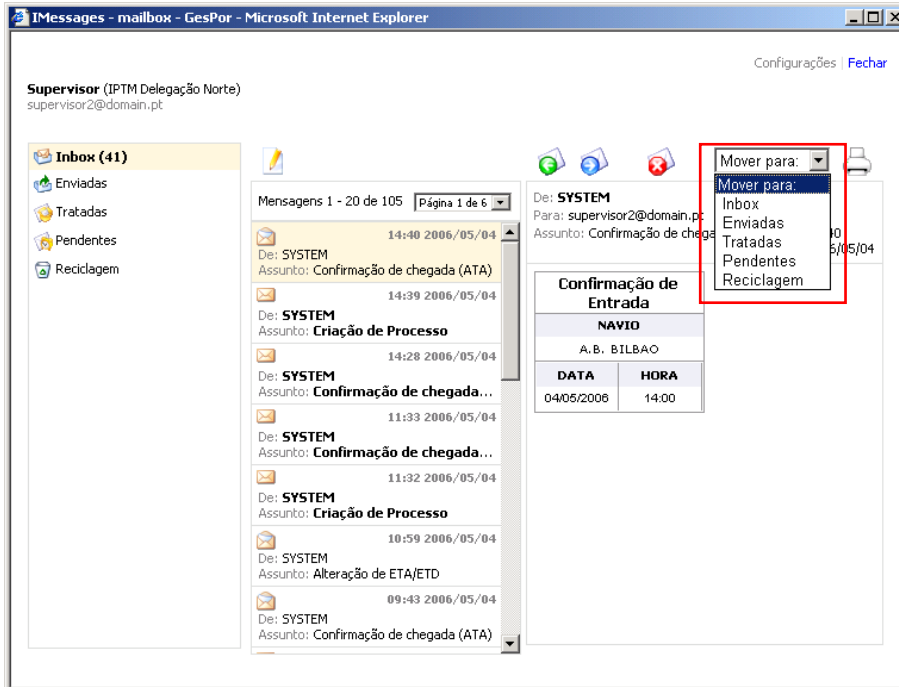 IMessages - mailbox - GesPor - Microsoft Internet Explorer
Configurações | Fechar
Supervisor (IPTM Delegação Norte)
supervisor2@domain.pt
Inbox (41)
Enviadas
Tratadas
Pendentes
Reciclagem
Mensagens 1 - 20 de 105 Página 1 de 6
14:40 2006/05/04
De: SYSTEM
Assunto: Confirmação de chegada (ATA)
14:39 2006/05/04
De: SYSTEM
Assunto: Criação de Processo
14:28 2006/05/04
De: SYSTEM
Assunto: Confirmação de chegada...
11:33 2006/05/04
De: SYSTEM
Assunto: Confirmação de chegada...
11:32 2006/05/04
De: SYSTEM
Assunto: Criação de Processo
10:59 2006/05/04
De: SYSTEM
Assunto: Alteração de ETA/ETD
09:43 2006/05/04
De: SYSTEM
Assunto: Confirmação de chegada (ATA)
Mover para:
Mover para:
Inbox
Enviadas
Tratadas
Pendentes
Reciclagem
De: SYSTEM
Para: supervisor2@domain.pt
Assunto: Confirmação de chega
Confirmação de
Entrada
NAVIO
A.B. BILBAO
DATA HORA
04/05/2006 14:00